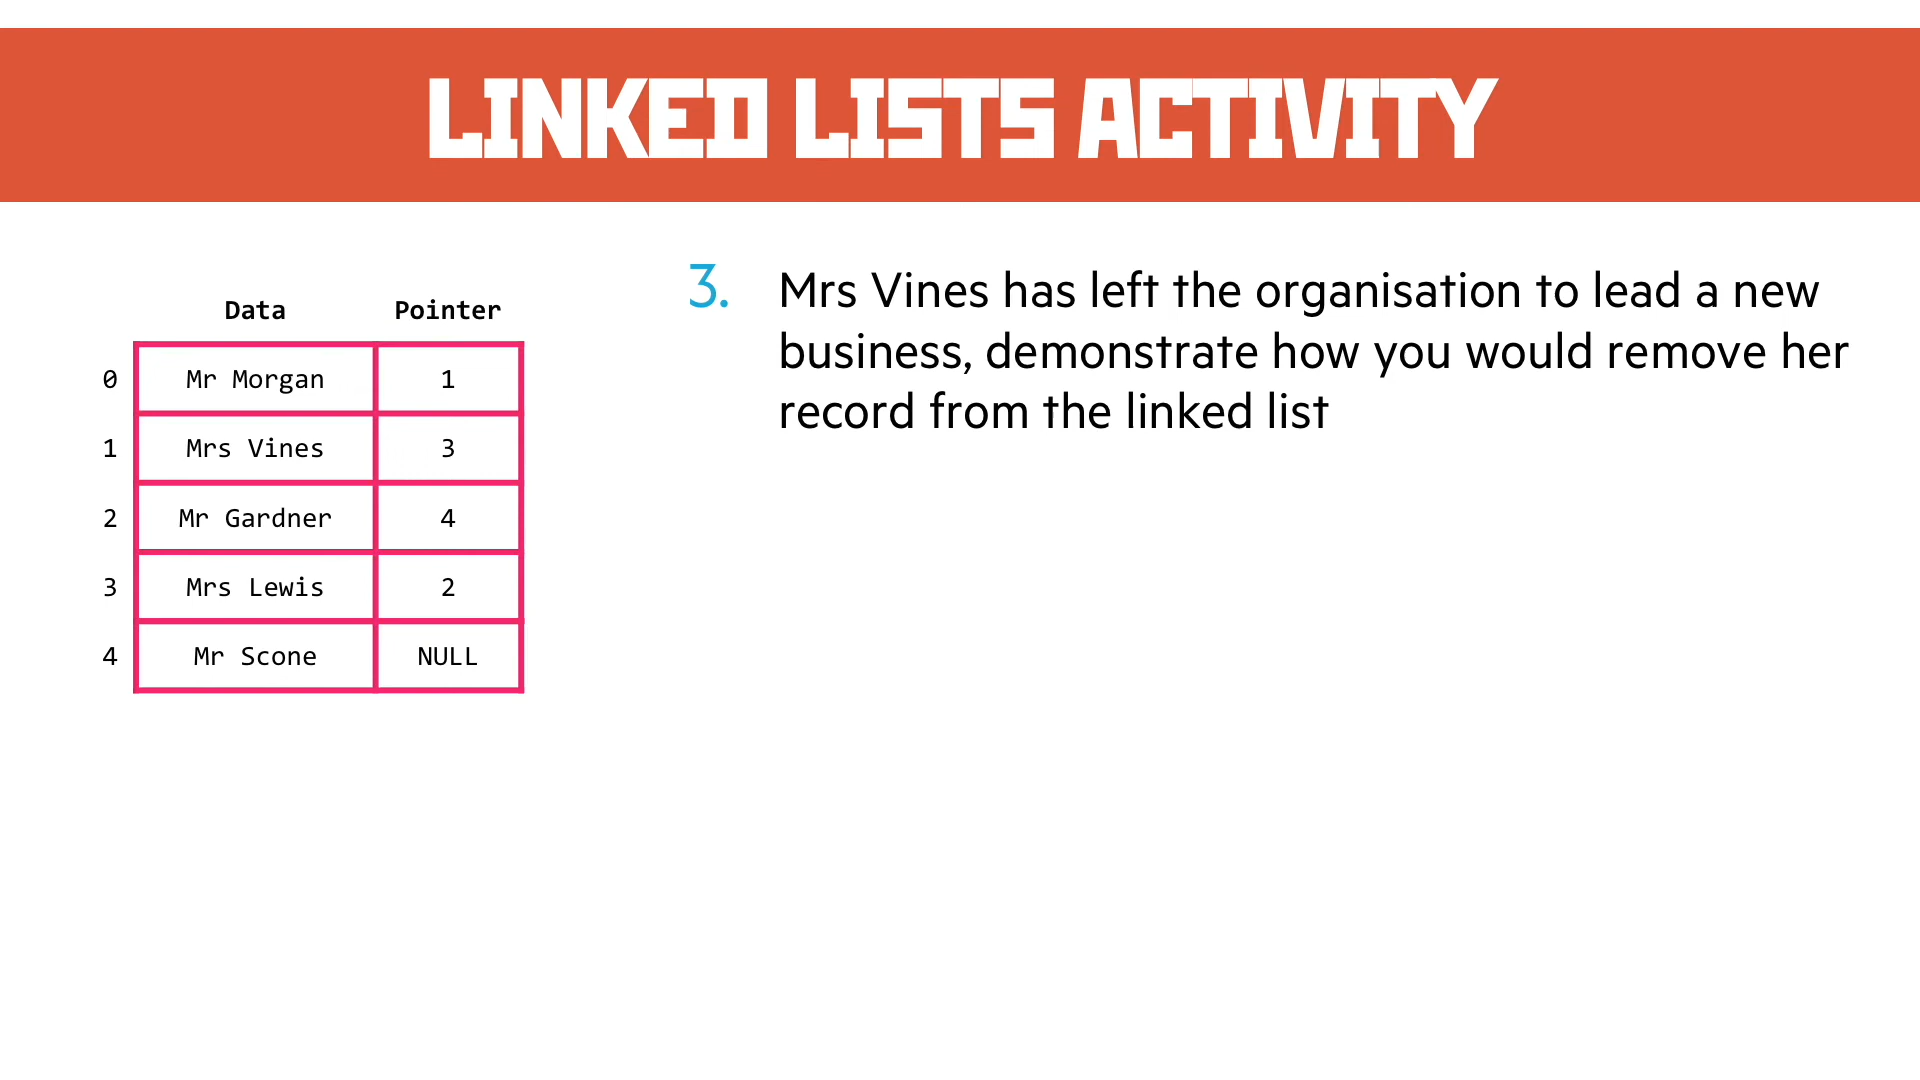 LINKED LISTS ACTIVITY
Data Pointer
0 Mr Morgan 1
1 Mrs Vines 3
2 Mr Gardner 4
3 Mrs Lewis 2
4 Mr Scone NULL
3. Mrs Vines has left the organisation to lead a new
business, demonstrate how you would remove her
record from the linked list